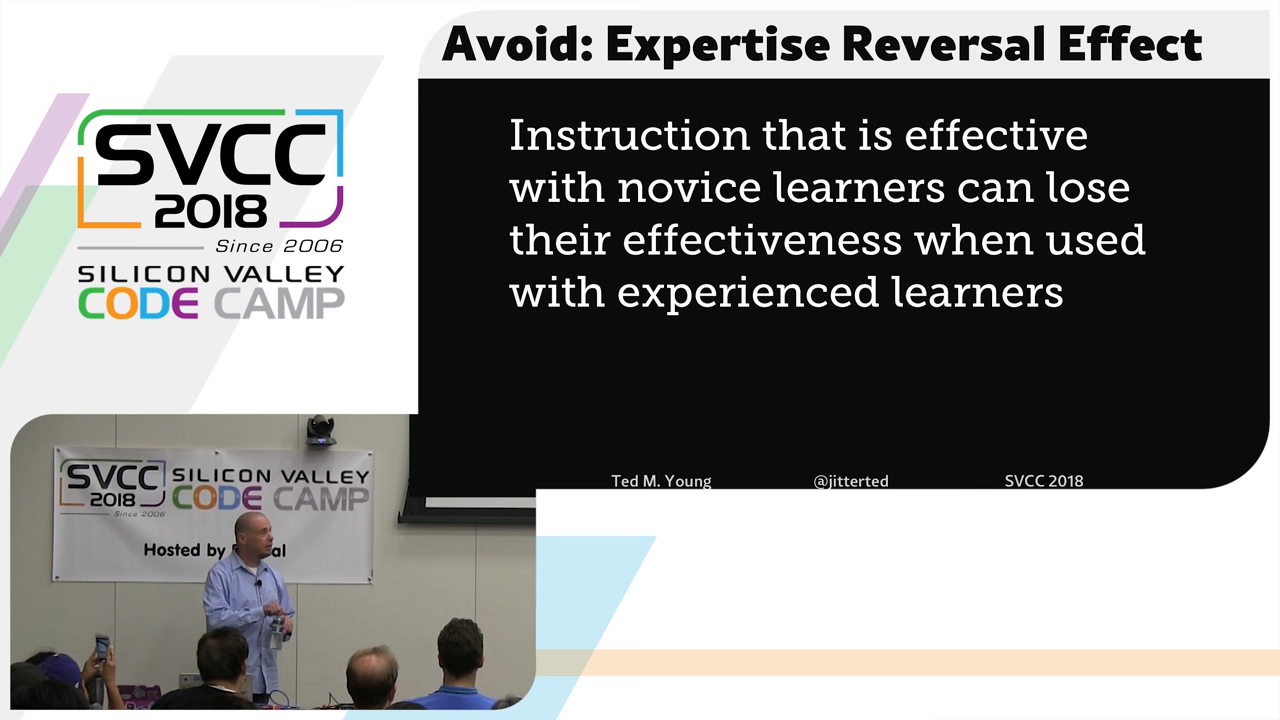 Avoid: Expertise Reversal Effect
SVCC
2018
Since 2006
SILICON VALLEY
CODE CAMP
Instruction that is effective
with novice learners can lose
their effectiveness when used
with experienced learners
Ted M. Young
@jitterted
SVCC 2018
SVCC
2018
Since 2006
SILICON VALLEY
CODE CAMP
Hosted by